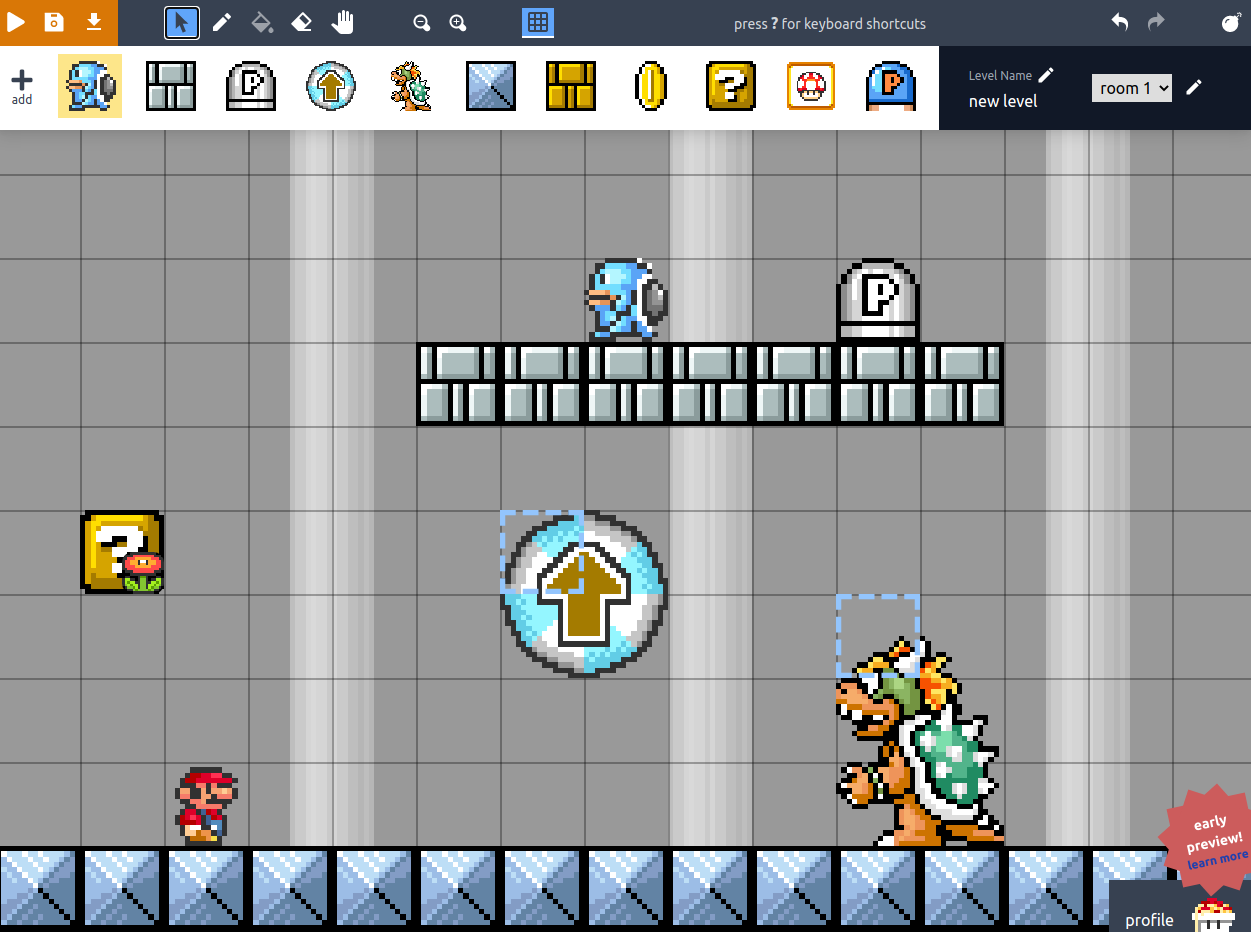 press ? for keyboard shortcuts
add
P
?
P
Level Name
new level
room 1
P
?
early
preview!
learn more
profile